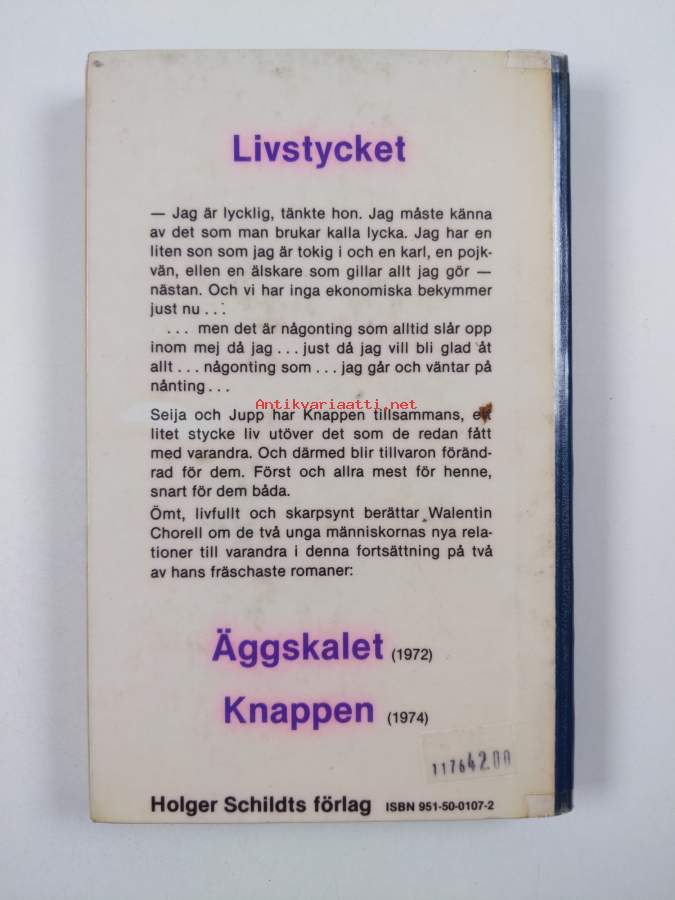 Livstycket
— Jag är lycklig, tänkte hon. Jag måste känna
av det som man brukar kalla lycka. Jag har en
liten son som jag är tokig i och en karl, en pojk-
vän, ellen en älskare som gillar allt jag gör —
nästan. Och vi har inga ekonomiska bekymmer
just nu . . .
. . . men det är någonting som alltid slår opp
inom mej då jag . . . just då jag vill bli glad åt
allt . . . någonting som . . . jag går och väntar på
nånting . . .
Antikvariaatti.net
Seija och Jupp har Knappen tillsammans, ett
litet stycke liv utöver det som de redan fått
med varandra. Och därmed blir tillvaron föränd-
rad för dem. Först och allra mest för henne,
snart för dem båda.
Ömt, livfullt och skarpsynt berättar Walentin
Chorell om de två unga människornas nya rela-
tioner till varandra i denna fortsättning på två
av hans fräschaste romaner:
Äggskalet (1972)
Knappen (1974)
11764200
Holger Schildts förlag ISBN 951-50-0107-2